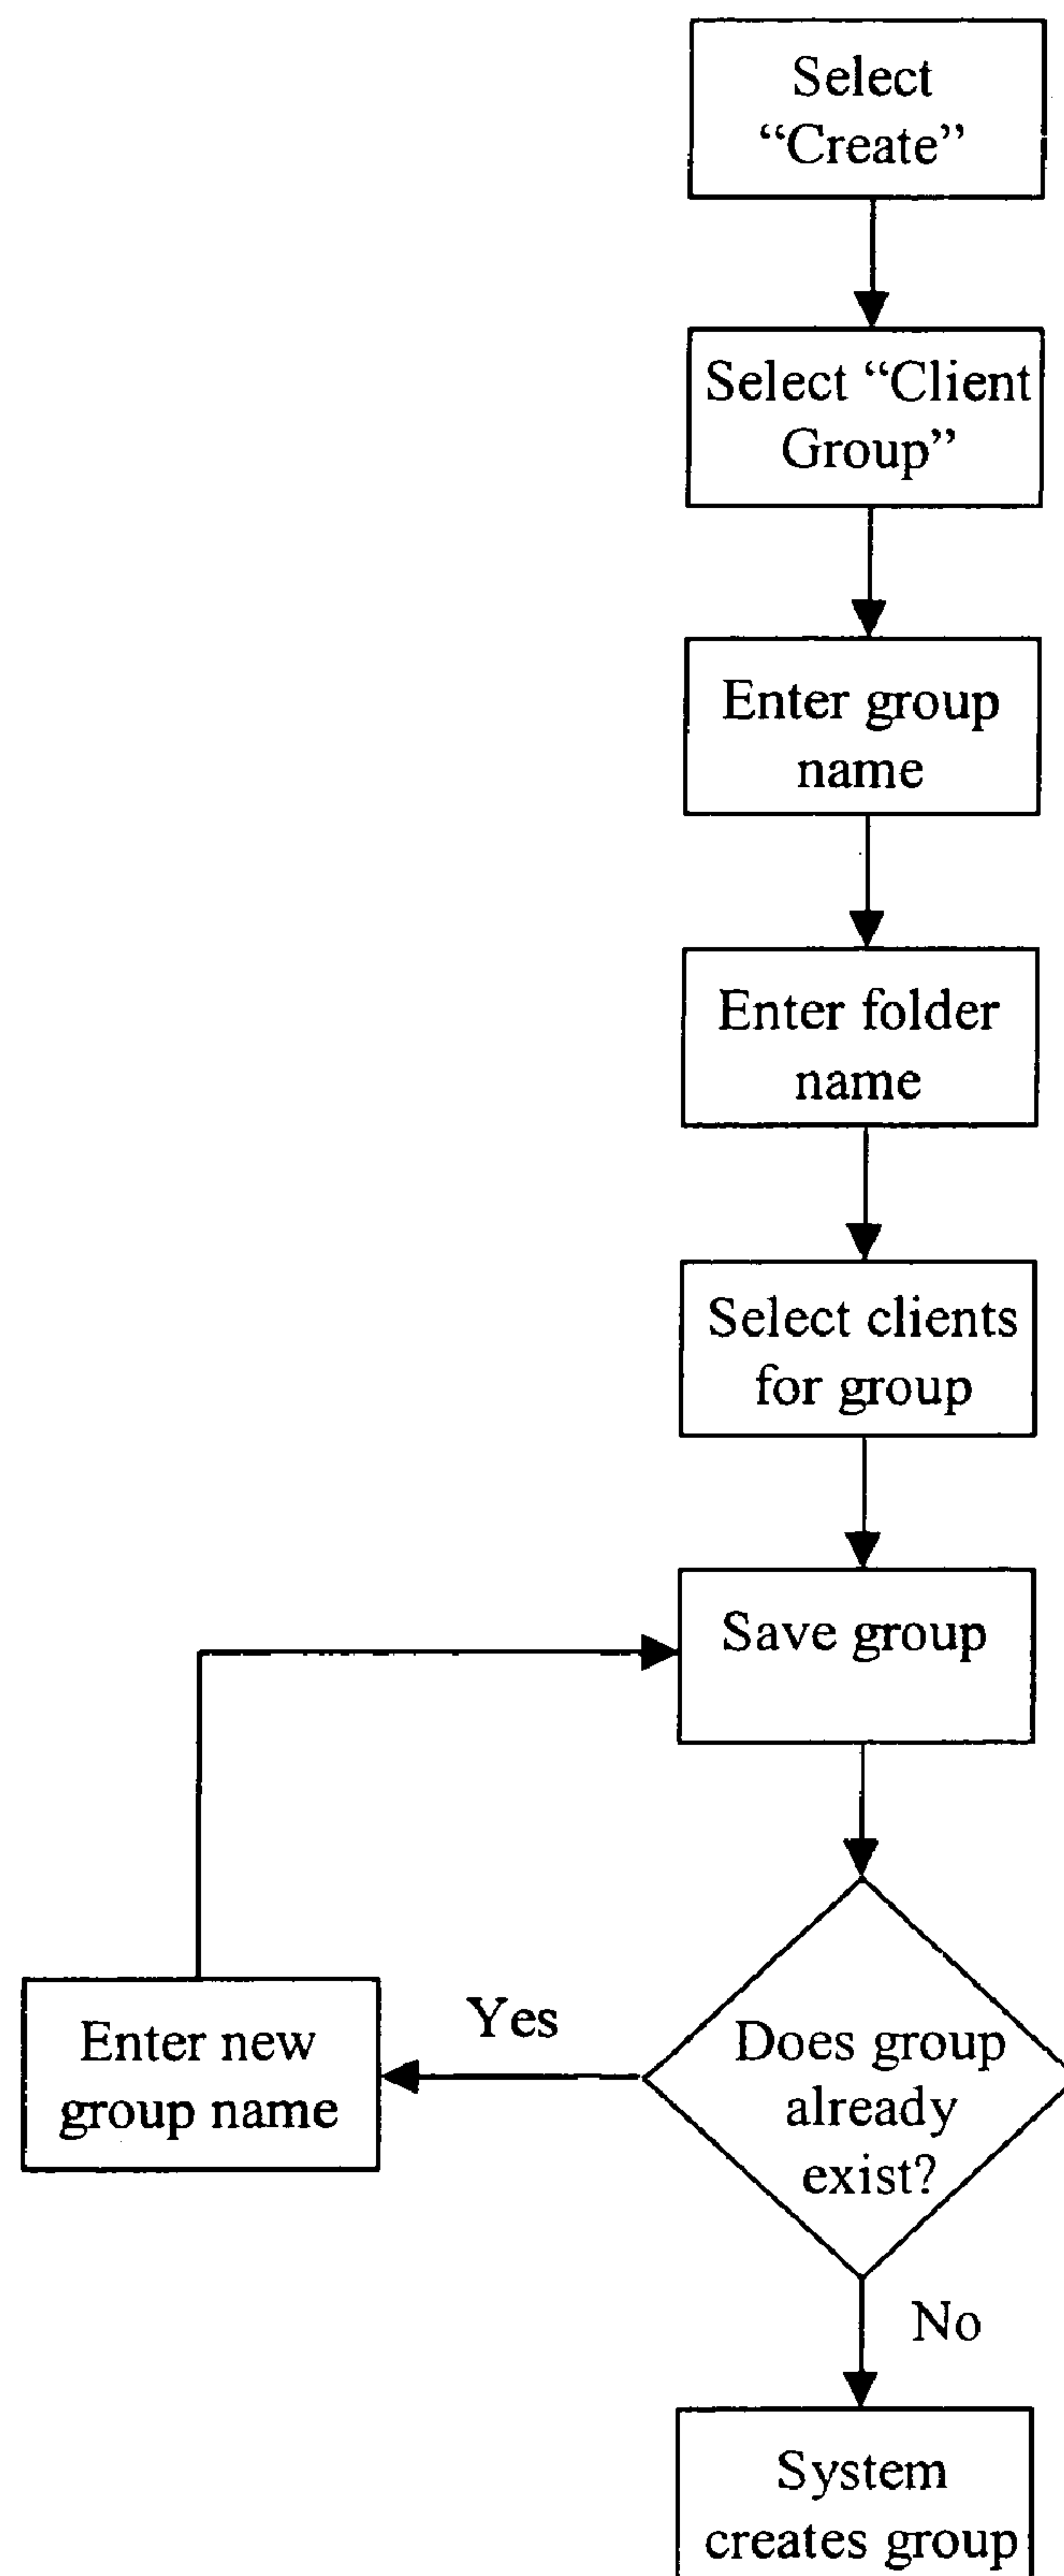 Select
“Create”
Select “Client
Group”
Enter group
name
Enter folder
name
Select clients
for group
Save group
Does group
already
exist?
Yes
Enter new
group name
No
System
creates group